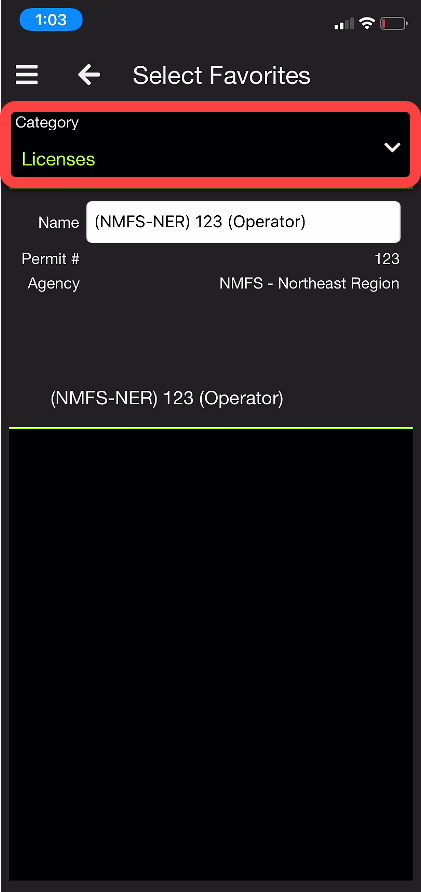 1:03
Select Favorites
Category
Licenses
Name (NMFS-NER) 123 (Operator)
Permit # 123
Agency NMFS - Northeast Region
(NMFS-NER) 123 (Operator)